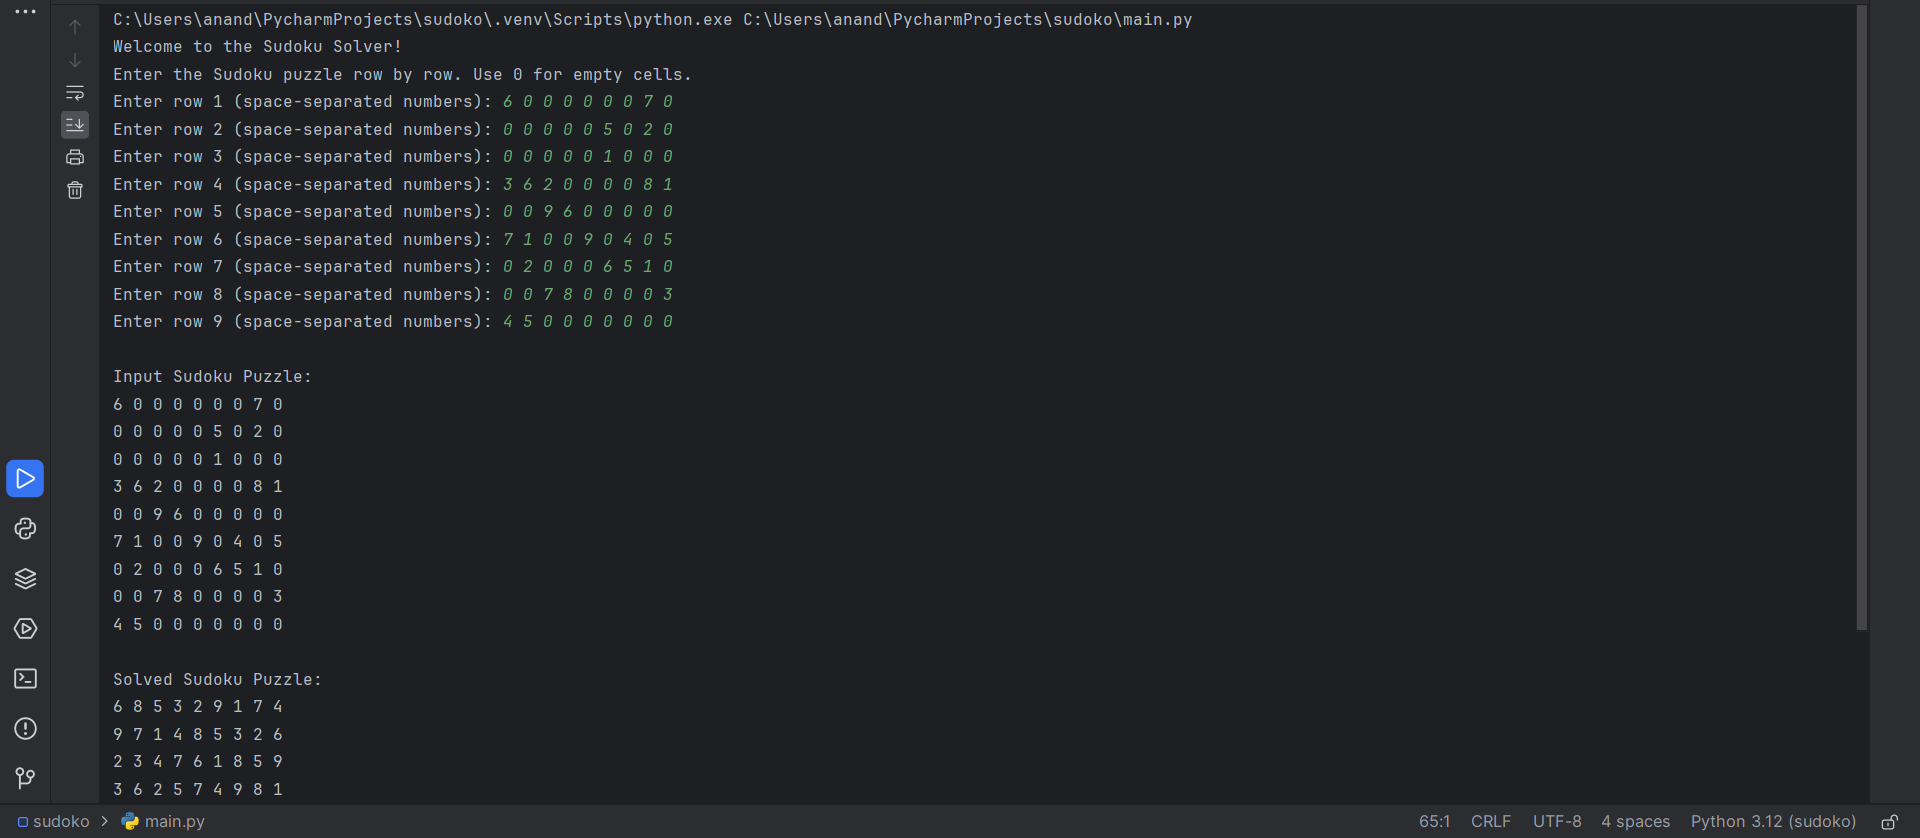 C:\Users\anand\PycharmProjects\sudoko\.venv\Scripts\python.exe C:\Users\anand\PycharmProjects\sudoko\main.py
Welcome to the Sudoku Solver!
Enter the Sudoku puzzle row by row. Use 0 for empty cells.
Enter row 1 (space-separated numbers): 6 0 0 0 0 0 0 7 0
Enter row 2 (space-separated numbers): 0 0 0 0 0 5 0 2 0
Enter row 3 (space-separated numbers): 0 0 0 0 0 1 0 0 0
Enter row 4 (space-separated numbers): 3 6 2 0 0 0 0 8 1
Enter row 5 (space-separated numbers): 0 0 9 6 0 0 0 0 0
Enter row 6 (space-separated numbers): 7 1 0 0 9 0 4 0 5
Enter row 7 (space-separated numbers): 0 2 0 0 0 6 5 1 0
Enter row 8 (space-separated numbers): 0 0 7 8 0 0 0 0 3
Enter row 9 (space-separated numbers): 4 5 0 0 0 0 0 0 0
Input Sudoku Puzzle:
6 0 0 0 0 0 0 7 0
0 0 0 0 0 5 0 2 0
0 0 0 0 0 1 0 0 0
3 6 2 0 0 0 0 8 1
0 0 9 6 0 0 0 0 0
7 1 0 0 9 0 4 0 5
0 2 0 0 0 6 5 1 0
0 0 7 8 0 0 0 0 3
4 5 0 0 0 0 0 0 0
Solved Sudoku Puzzle:
6 8 5 3 2 9 1 7 4
9 7 1 4 8 5 3 2 6
2 3 4 7 6 1 8 5 9
3 6 2 5 7 4 9 8 1
sudoko > main.py 65:1 CRLF UTF-8 4 spaces Python 3.12 (sudoko)